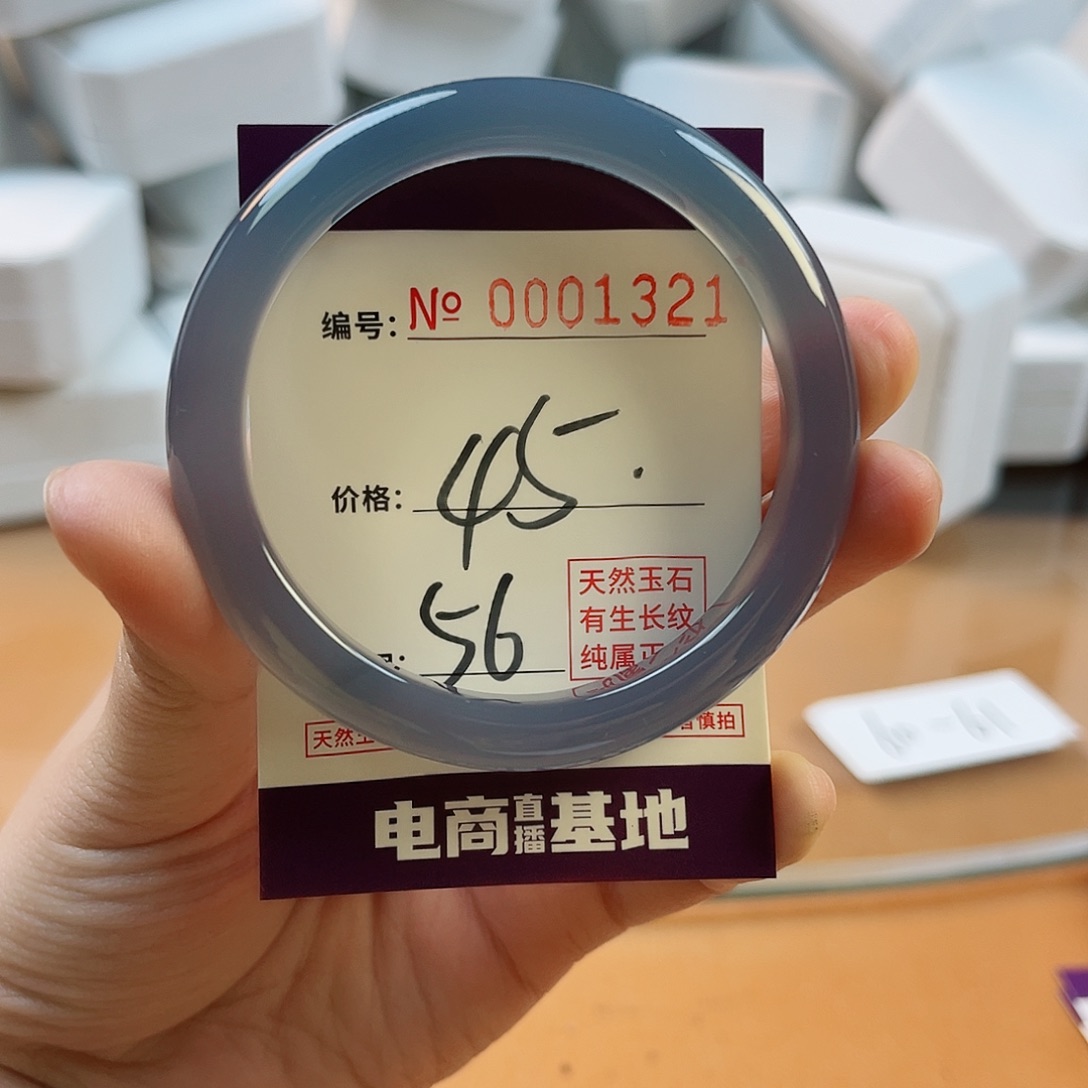 编号: № 0001321
价格: 45-.
56
天然玉石
有生长纹
纯属正
天然
慎拍
电商直播基地